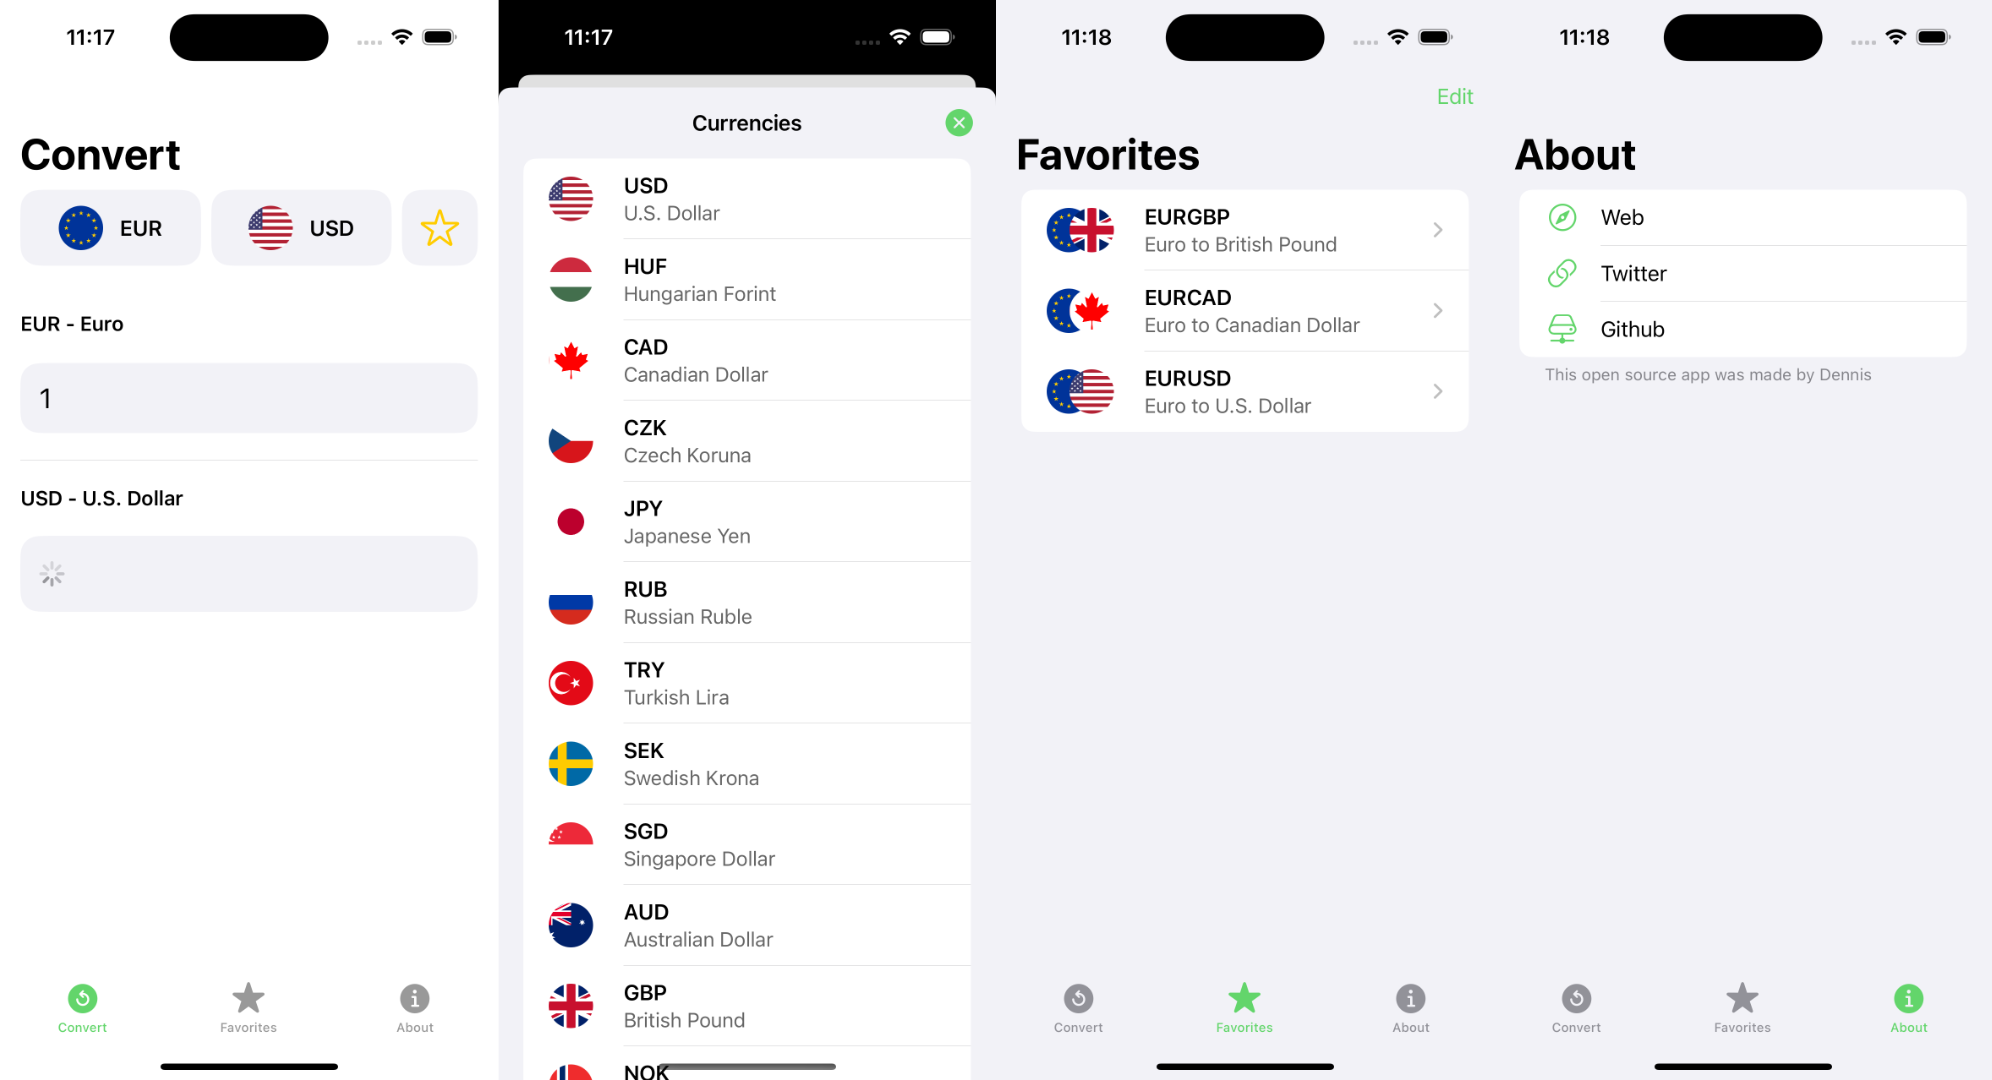 11:17
Convert
EUR
USD
EUR - Euro
1
USD - U.S. Dollar
Convert
Favorites
About
11:17
Currencies
USD
U.S. Dollar
HUF
Hungarian Forint
CAD
Canadian Dollar
CZK
Czech Koruna
JPY
Japanese Yen
RUB
Russian Ruble
TRY
Turkish Lira
SEK
Swedish Krona
SGD
Singapore Dollar
AUD
Australian Dollar
GBP
British Pound
NOK
11:18
Edit
Favorites
EURGBP
Euro to British Pound
EURCAD
Euro to Canadian Dollar
EURUSD
Euro to U.S. Dollar
Convert
Favorites
About
11:18
About
Web
Twitter
Github
This open source app was made by Dennis
Convert
Favorites
About